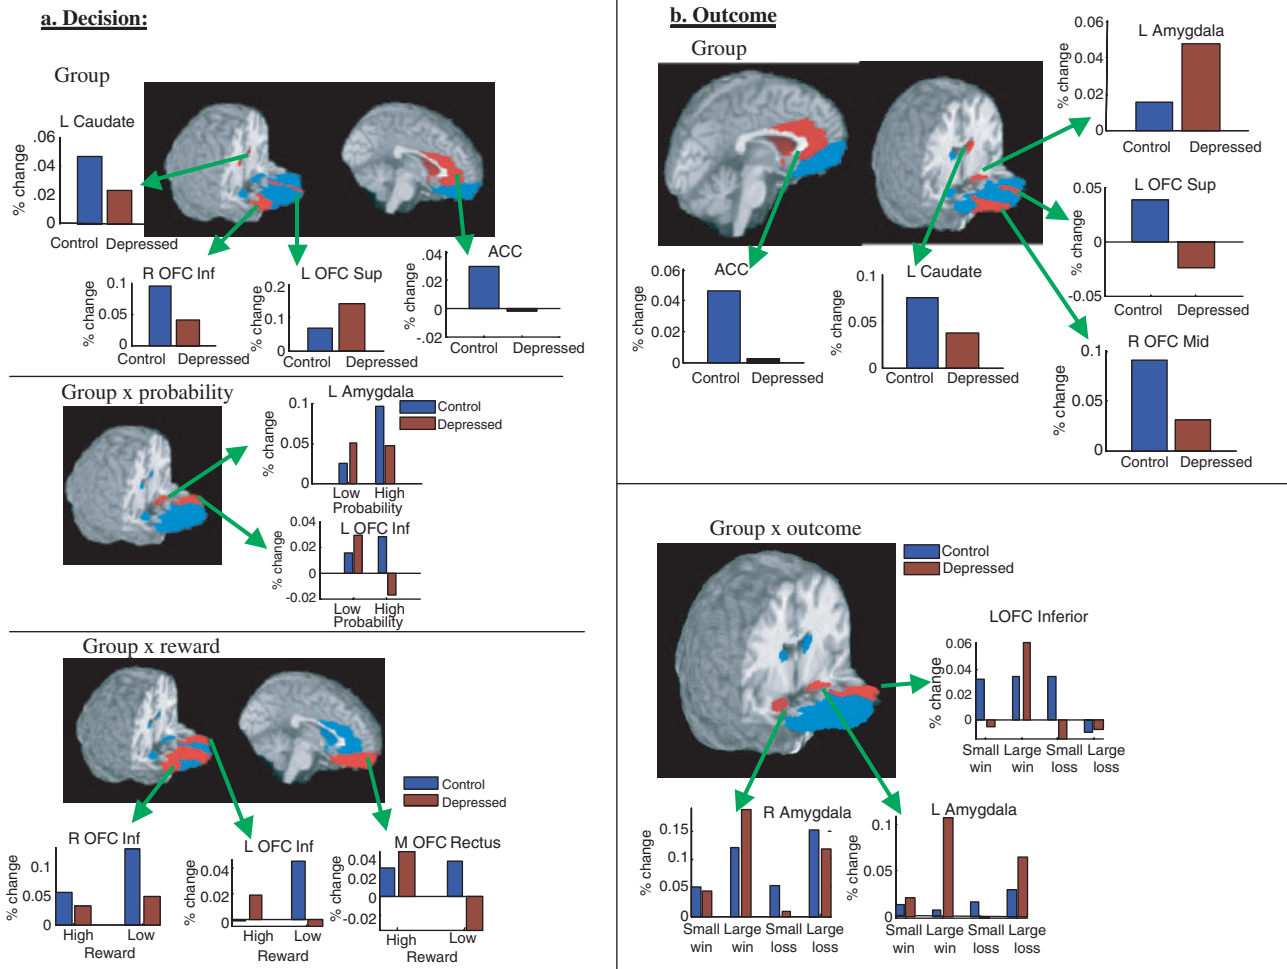 a. Decision:
Group
L Caudate
.06
.04
.02
0
% change
Control Depressed
R OFC Inf
0.1
0.05
0
% change
Control Depressed
L OFC Sup
0.2
0.1
0
% change
Control Depressed
ACC
.04
.02
0
-.02
% change
Control Depressed
Group x probability
L Amygdala
0.1
0.05
0
% change
Control
Depressed
Low High
Probability
L OFC Inf
0.04
0.02
0
-0.02
% change
Low High
Probability
Group x reward
Control
Depressed
R OFC Inf
0.1
0.05
0
% change
High Low
Reward
L OFC Inf
0.04
0.02
0
% change
High Low
Reward
M OFC Rectus
0.04
0.02
0
-0.02
% change
High Low
Reward
b. Outcome
Group
L Amygdala
0.06
0.04
0.02
0
% change
Control Depressed
L OFC Sup
0.05
0
-0.05
% change
Control Depressed
ACC
0.06
0.04
0.02
0
% change
Control Depressed
L Caudate
0.1
0.05
0
% change
Control Depressed
R OFC Mid
0.1
0.05
0
% change
Control Depressed
Group x outcome
Control
Depressed
LOFC Inferior
0.06
0.04
0.02
0
% change
Small Large Small Large
win win loss loss
R Amygdala
0.15
0.1
0.05
0
% change
Small Large Small Large
win win loss loss
L Amygdala
0.1
0.05
0
% change
Small Large Small Large
win win loss loss